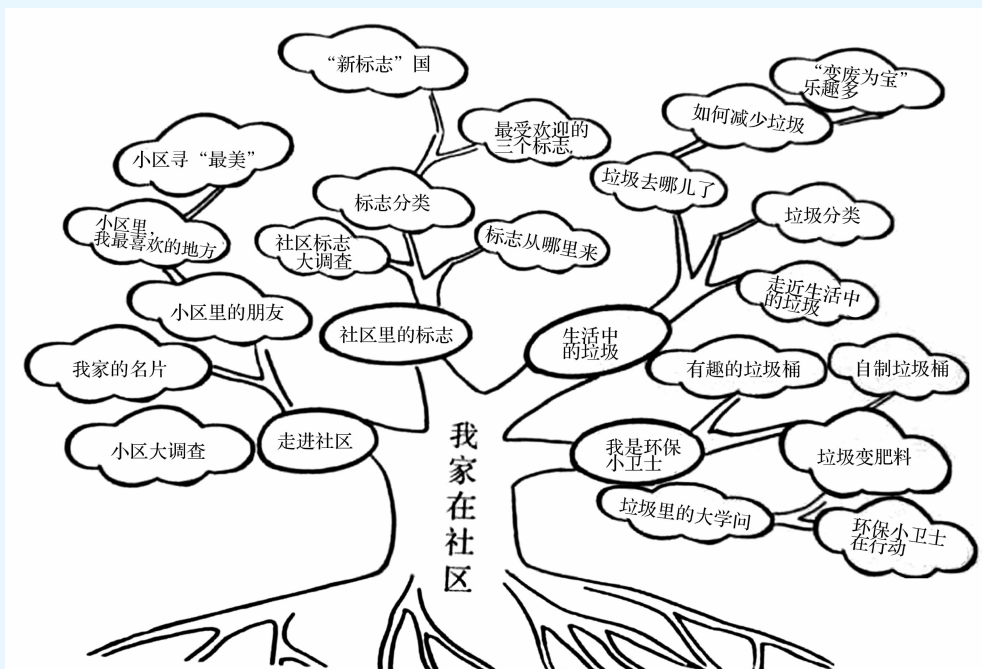 “新标志”国
“变废为宝”
乐趣多
如何减少垃圾
最受欢迎的
三个标志
小区寻“最美”
垃圾去哪儿了
标志分类
垃圾分类
小区里,
我最喜欢的地方
社区标志
大调查
标志从哪里来
走近生活中
的垃圾
小区里的朋友
社区里的标志
生活中
的垃圾
我家的名片
有趣的垃圾桶
自制垃圾桶
小区大调查
走进社区
我是环保
小卫士
垃圾变肥料
垃圾里的大学问
环保小卫士
在行动
我家在社区